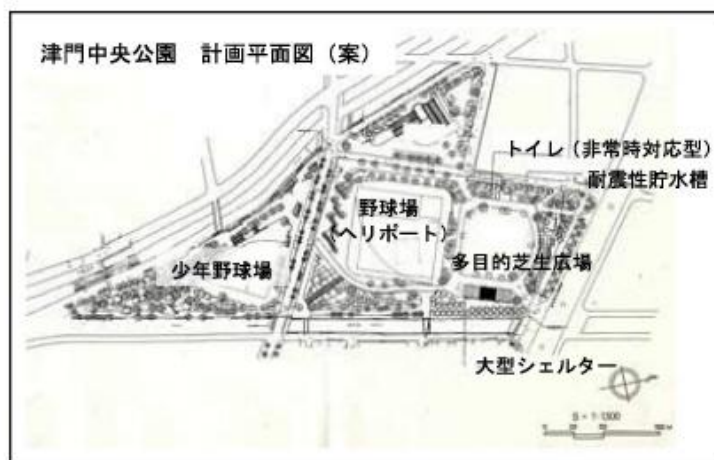 津門中央公園　計画平面図（案）
トイレ（非常時対応型）
耐震性貯水槽
野球場
（ヘリポート）
多目的芝生広場
少年野球場
大型シェルター